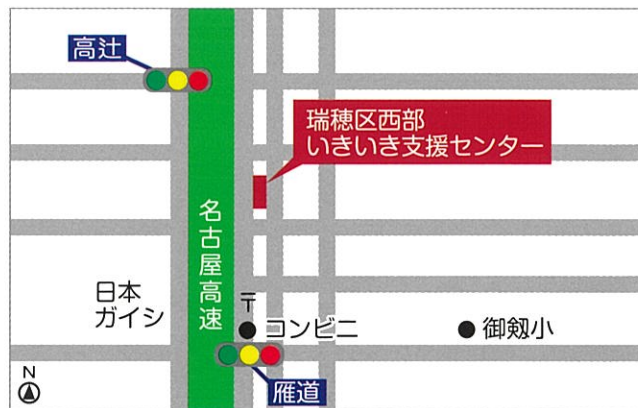 高辻
瑞穂区西部
いきいき支援センター
名古屋高速
日本
ガイシ
〒
コンビニ
御剱小
雁道
N